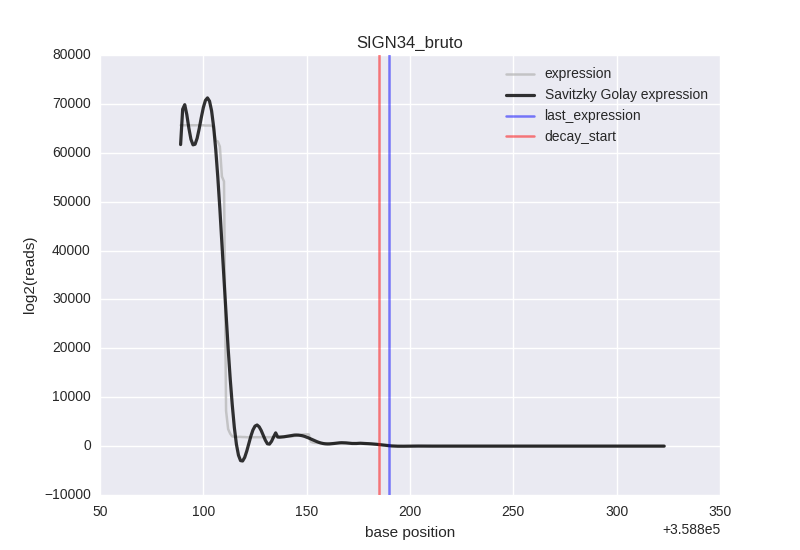 SIGN34_bruto
80000
70000
60000
50000
40000
30000
20000
10000
0
−10000
log2(reads)
expression
Savitzky Golay expression
last_expression
decay_start
50 100 150 200 250 300 350
base position
+3.588e5